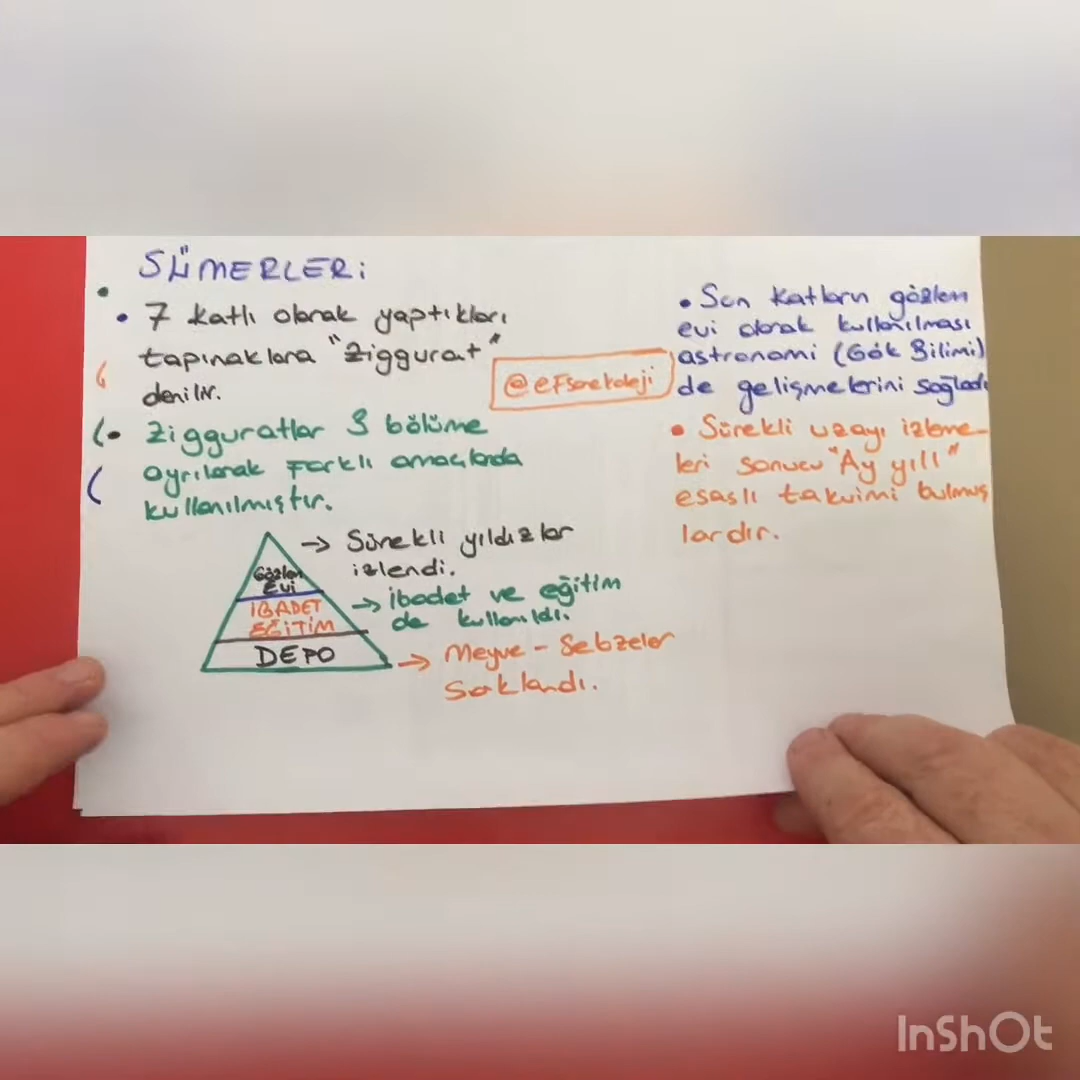 SÜMERLER:
• 7 katlı olarak yaptıkları
tapınaklara "Ziggurat"
denilir.
• Zigguratlar 3 bölüme
ayrılarak farklı amaçlarda
kullanılmıştır.
Gözlem
Evi
→ Sürekli yıldızlar
izlendi.
İBADET
EĞİTİM
→ ibadet ve eğitim
de kullanıldı.
DEPO
→ Meyve - Sebzeler
saklandı.
@efsanekoleji
• Son katların gözlem
evi olarak kullanılması
astronomi (Gök Bilimi)
de gelişmelerini sağladı
• Sürekli uzayı izleme-
leri sonucu "Ay yılı"
esaslı takvimi bulmuş
lardır.
InShOt